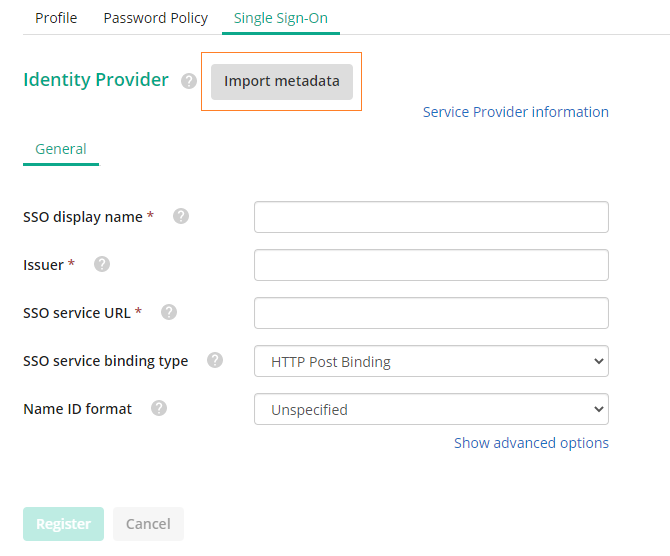 Profile Password Policy Single Sign-On
Identity Provider ? Import metadata
Service Provider information
General
SSO display name * ?
Issuer * ?
SSO service URL * ?
SSO service binding type ? HTTP Post Binding
Name ID format ? Unspecified
Show advanced options
Register Cancel